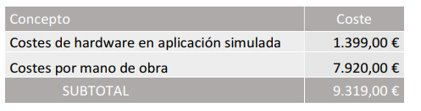 Concepto Coste
Costes de hardware en aplicación simulada 1.399,00 €
Costes por mano de obra 7.920,00 €
SUBTOTAL 9.319,00 €